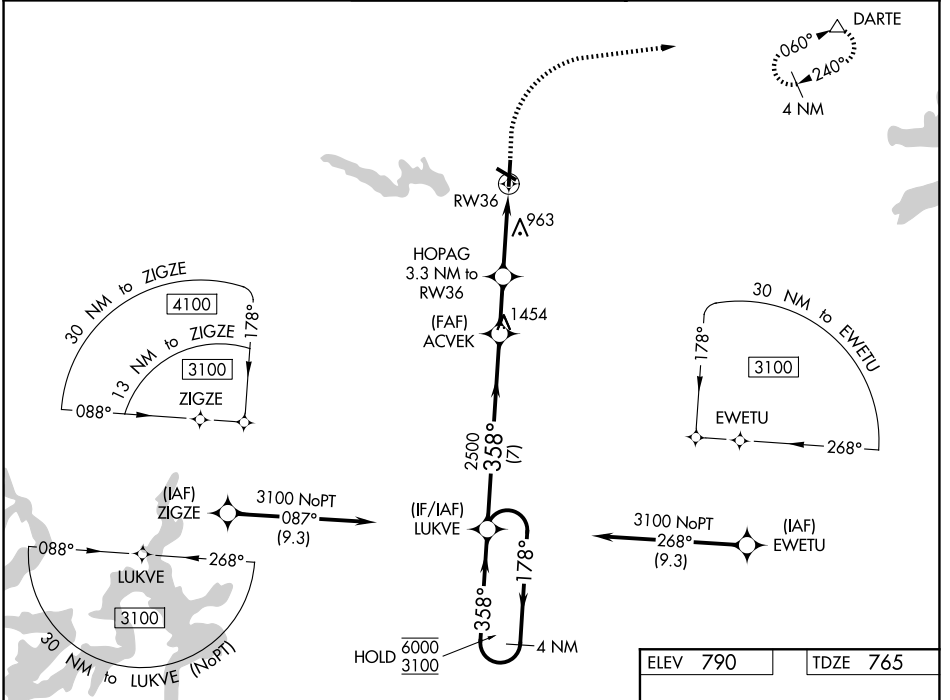 DARTE
060°
240°
4 NM
RW36
963
HOPAG
3.3 NM to
RW36
1454
(FAF)
ACVEK
30 NM to ZIGZE
4100
178°
13 NM to ZIGZE
3100
ZIGZE
088°
30 NM to EWETU
178°
3100
EWETU
268°
2500
358°
(7)
(IAF)
ZIGZE
3100 NoPT
087°
(9.3)
(IF/IAF)
LUKVE
3100 NoPT
268°
(9.3)
(IAF)
EWETU
088°
268°
LUKVE
3100
30 NM to LUKVE (NoPT)
358°
178°
HOLD 6000
3100
4 NM
ELEV 790
TDZE 765